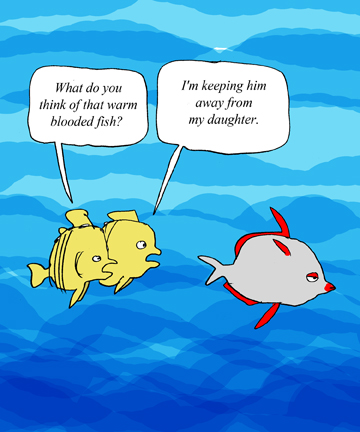 What do you
think of that warm
blooded fish?
I'm keeping him
away from
my daughter.